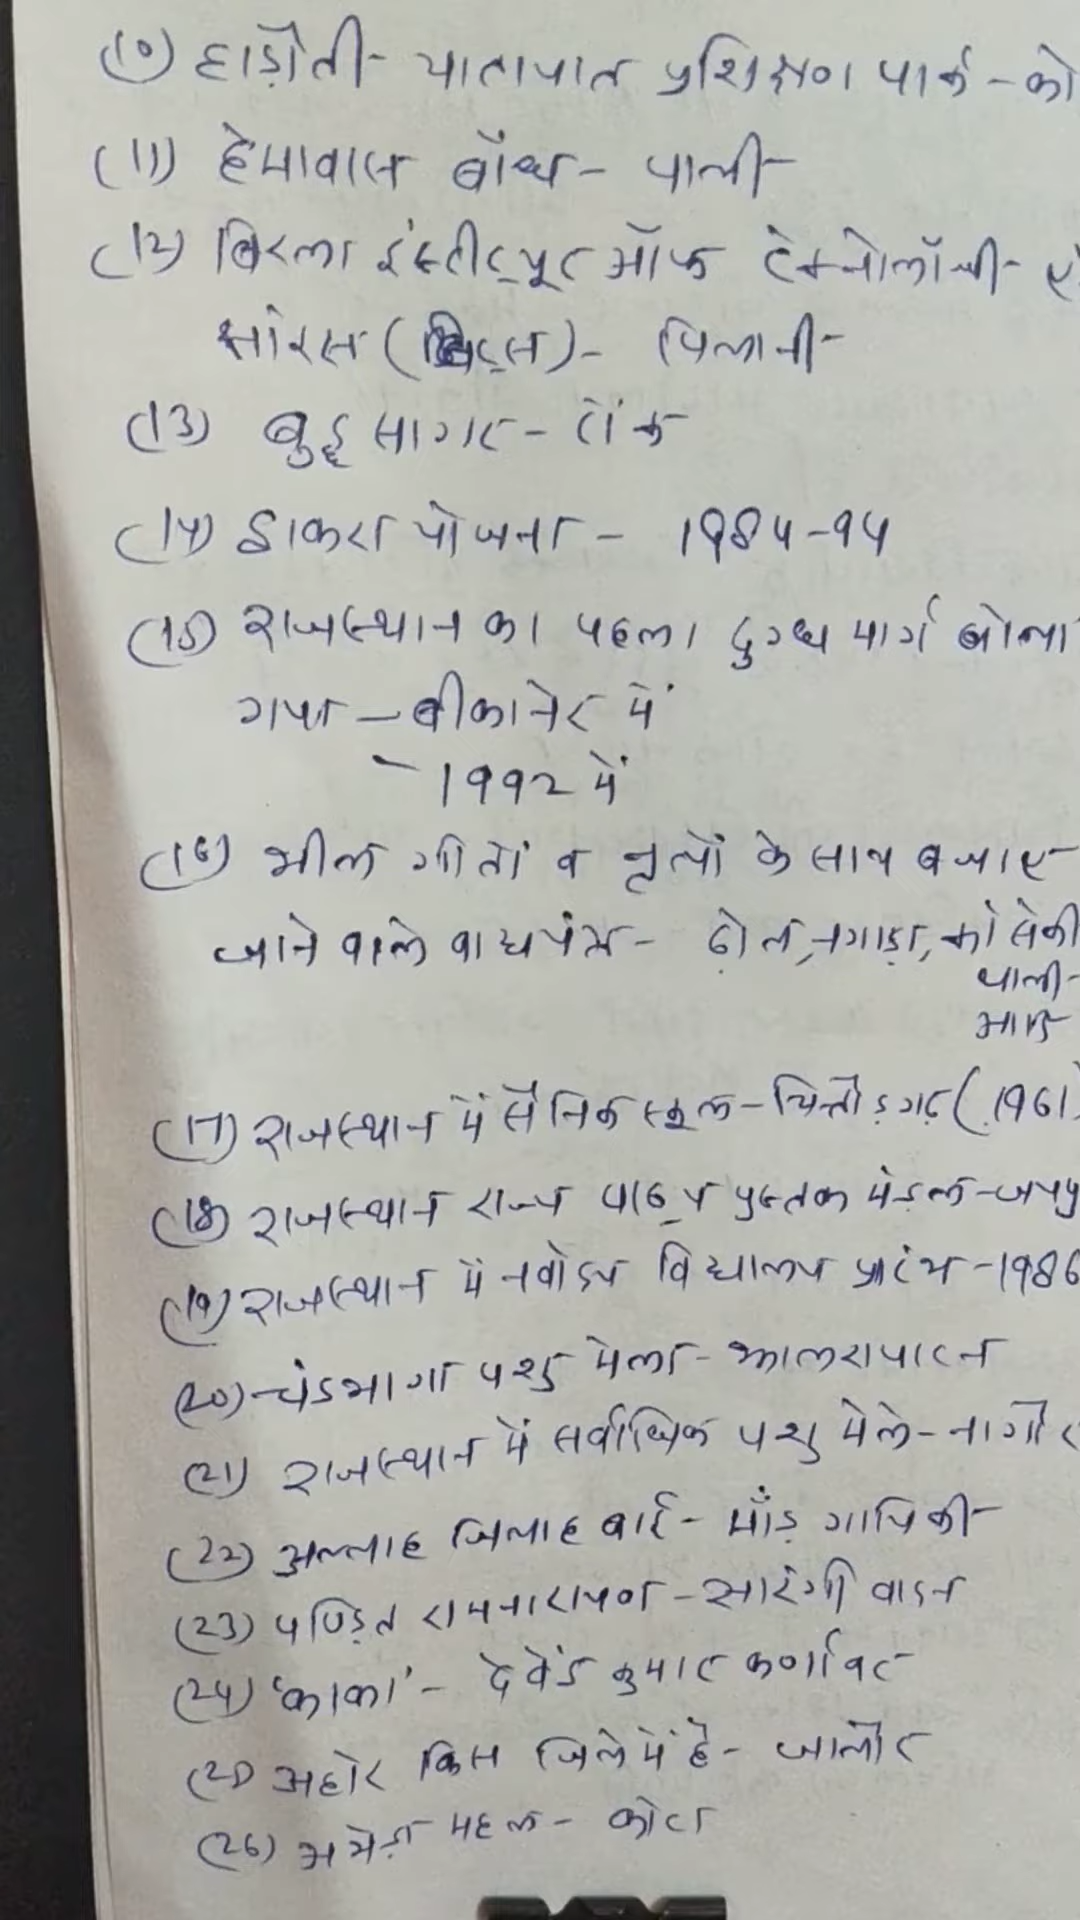 (10) हाड़ौती- यातायात प्रशिक्षण पार्क - को
(11) हेमावास बाँध - पाली
(12) बिरला इंस्टीट्यूट ऑफ टेक्नोलॉजी-
सांइस (बिट्स) - पिलानी
(13) बुद्ध सागर - टोंक
(14) योजना - 1984-94
(15) राजस्थान का पहला दुग्ध मार्ग खोला
गया - बीकानेर में
- 1992 में
(16) भील गीतों व नृत्यों के साथ बजाए
जाने वाले वाद्ययंत्र - ढोल, नगाड़ा, कांसे की
थाली
आदि
(17) राजस्थान में सैनिक स्कूल - चित्तौड़गढ़ (1961)
(18) राजस्थान राज्य पाठ्य पुस्तक मंडल - जयपु
(19) राजस्थान में नवोदय विद्यालय प्रारंभ - 1986
(20) चंद्रभागा पशु मेला - झालरापाटन
(21) राजस्थान में सर्वाधिक पशु मेले - नागौर
(22) अल्लाह जिलाह बाई - माँड गायिकी
(23) पण्डित रामनारायण - सारंगी वादन
(24) 'काका' - देवेंद्र कुमार कर्णावट
(25) अहोर किस जिले में है - जालौर
(26) अभेड़ा महल - कोटा